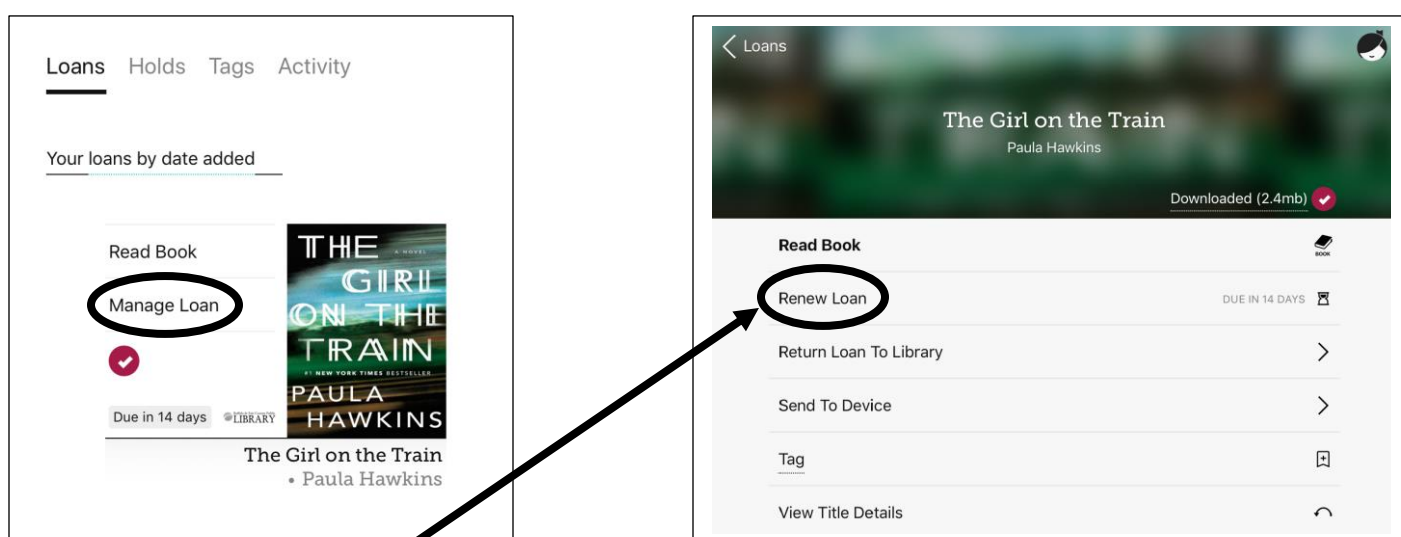 Loans Holds Tags Activity
Your loans by date added
Read Book
Manage Loan
Due in 14 days
LIBRARY
THE
A NOVEL
GIRL
ON THE
TRAIN
#1 NEW YORK TIMES BESTSELLER
PAULA
HAWKINS
The Girl on the Train
• Paula Hawkins
Loans
The Girl on the Train
Paula Hawkins
Downloaded (2.4mb)
Read Book
BOOK
Renew Loan
DUE IN 14 DAYS
Return Loan To Library
Send To Device
Tag
View Title Details